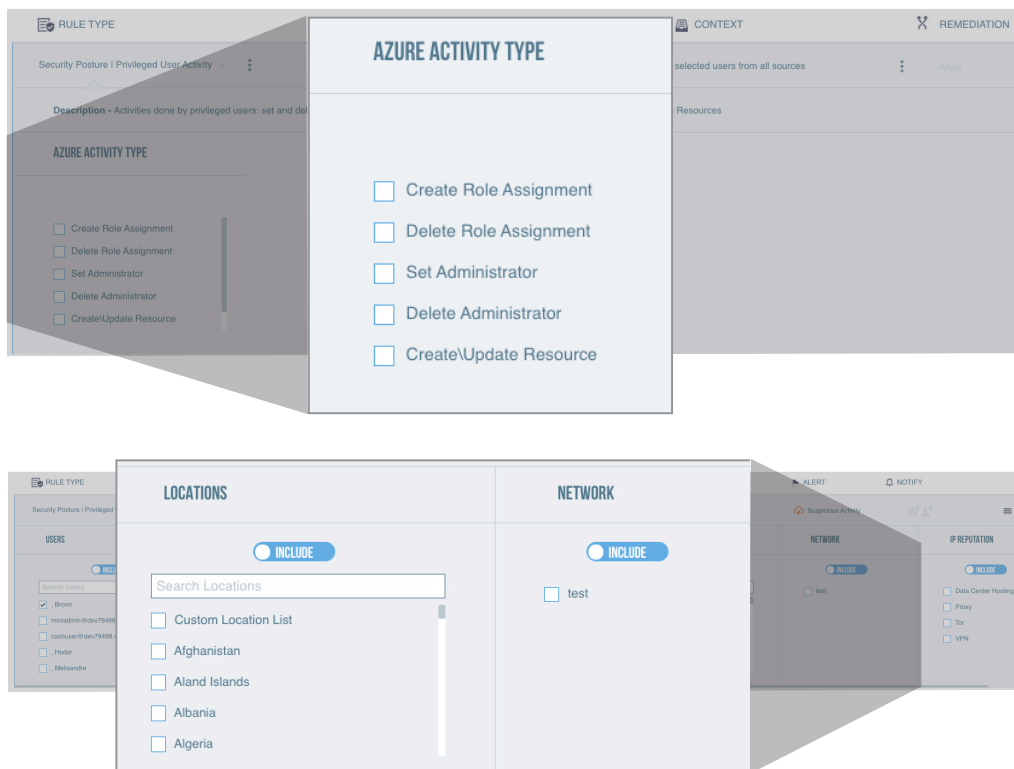 RULE TYPE
CONTEXT
REMEDIATION
Security Posture | Privileged User Activity
selected users from all sources
Allow
Description - Activities done by privileged users: set and del
Resources
AZURE ACTIVITY TYPE
Create Role Assignment
Delete Role Assignment
Set Administrator
Delete Administrator
Create\Update Resource
AZURE ACTIVITY TYPE
Create Role Assignment
Delete Role Assignment
Set Administrator
Delete Administrator
Create\Update Resource
RULE TYPE
ALERT
NOTIFY
Security Posture | Privileged
Suspicious Activity
USERS
INCLU
Search Users
, Bronn
miniadmin@dev79498
casbuser@dev79498.
, Hodor
, Melisandre
LOCATIONS
INCLUDE
Search Locations
Custom Location List
Afghanistan
Aland Islands
Albania
Algeria
NETWORK
INCLUDE
test
NETWORK
INCLUDE
test
IP REPUTATION
INCLUDE
Data Center Hosting
Proxy
Tor
VPN